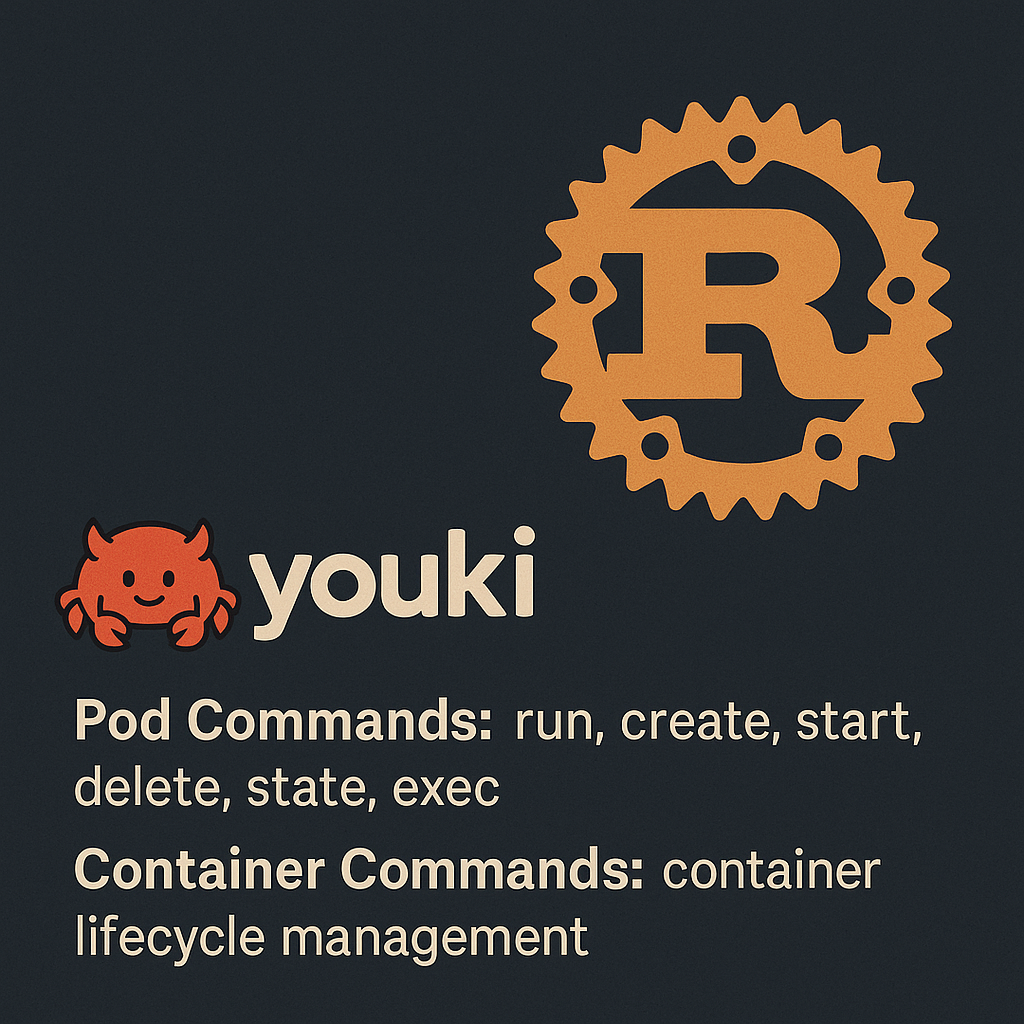 R
youki
Pod Commands: run, create, start,
delete, state, exec
Container Commands: container
lifecycle management